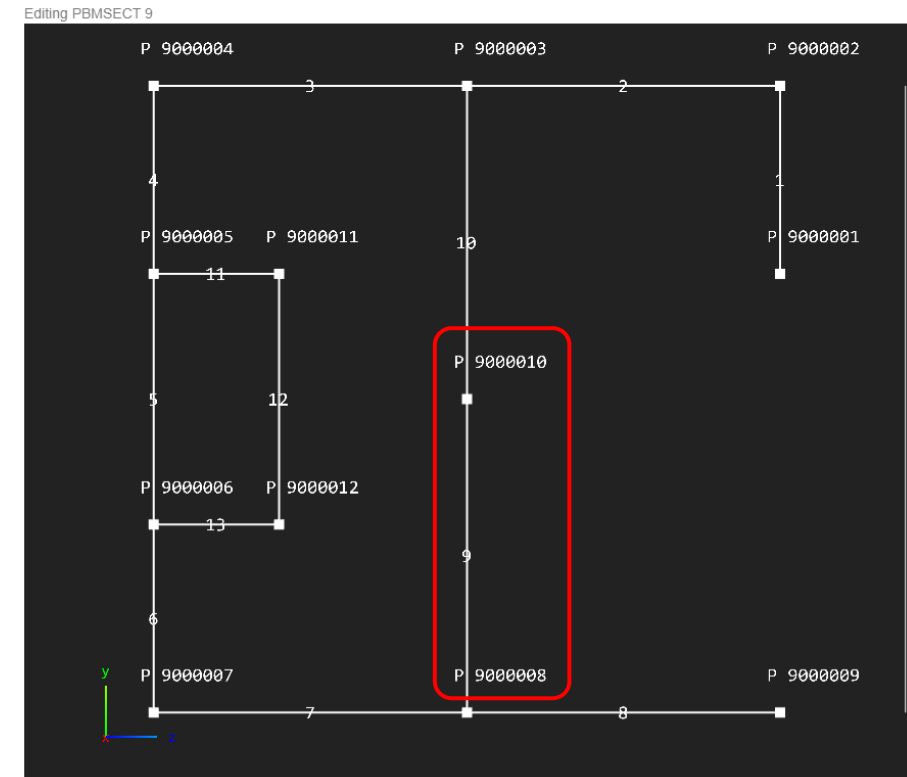 Editing PBMSECT 9
P 9000004 P 9000003 P 9000002
3 2
4 1
P 9000005 P 9000011 10 P 9000001
11
P 9000010
5 12
P 9000006 P 9000012
13
9
6
y
P 9000007 P 9000008 P 9000009
7 8
x z